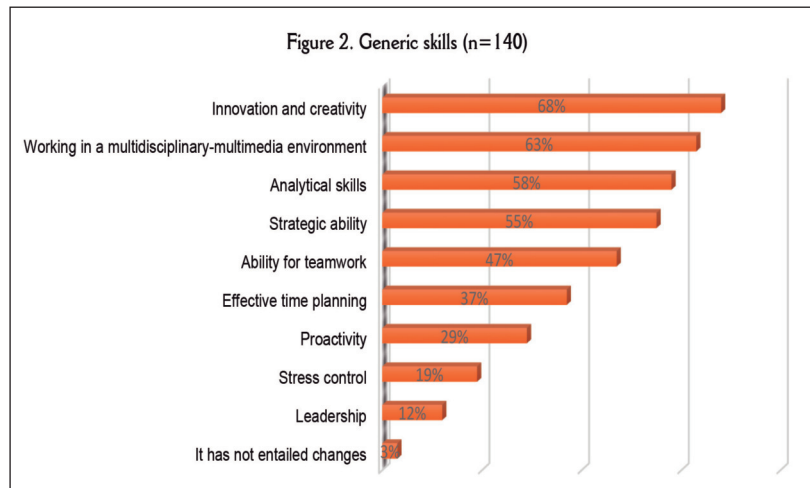 Figure 2. Generic skills (n=140)
Innovation and creativity 68%
Working in a multidisciplinary-multimedia environment 63%
Analytical skills 58%
Strategic ability 55%
Ability for teamwork 47%
Effective time planning 37%
Proactivity 29%
Stress control 19%
Leadership 12%
It has not entailed changes 3%